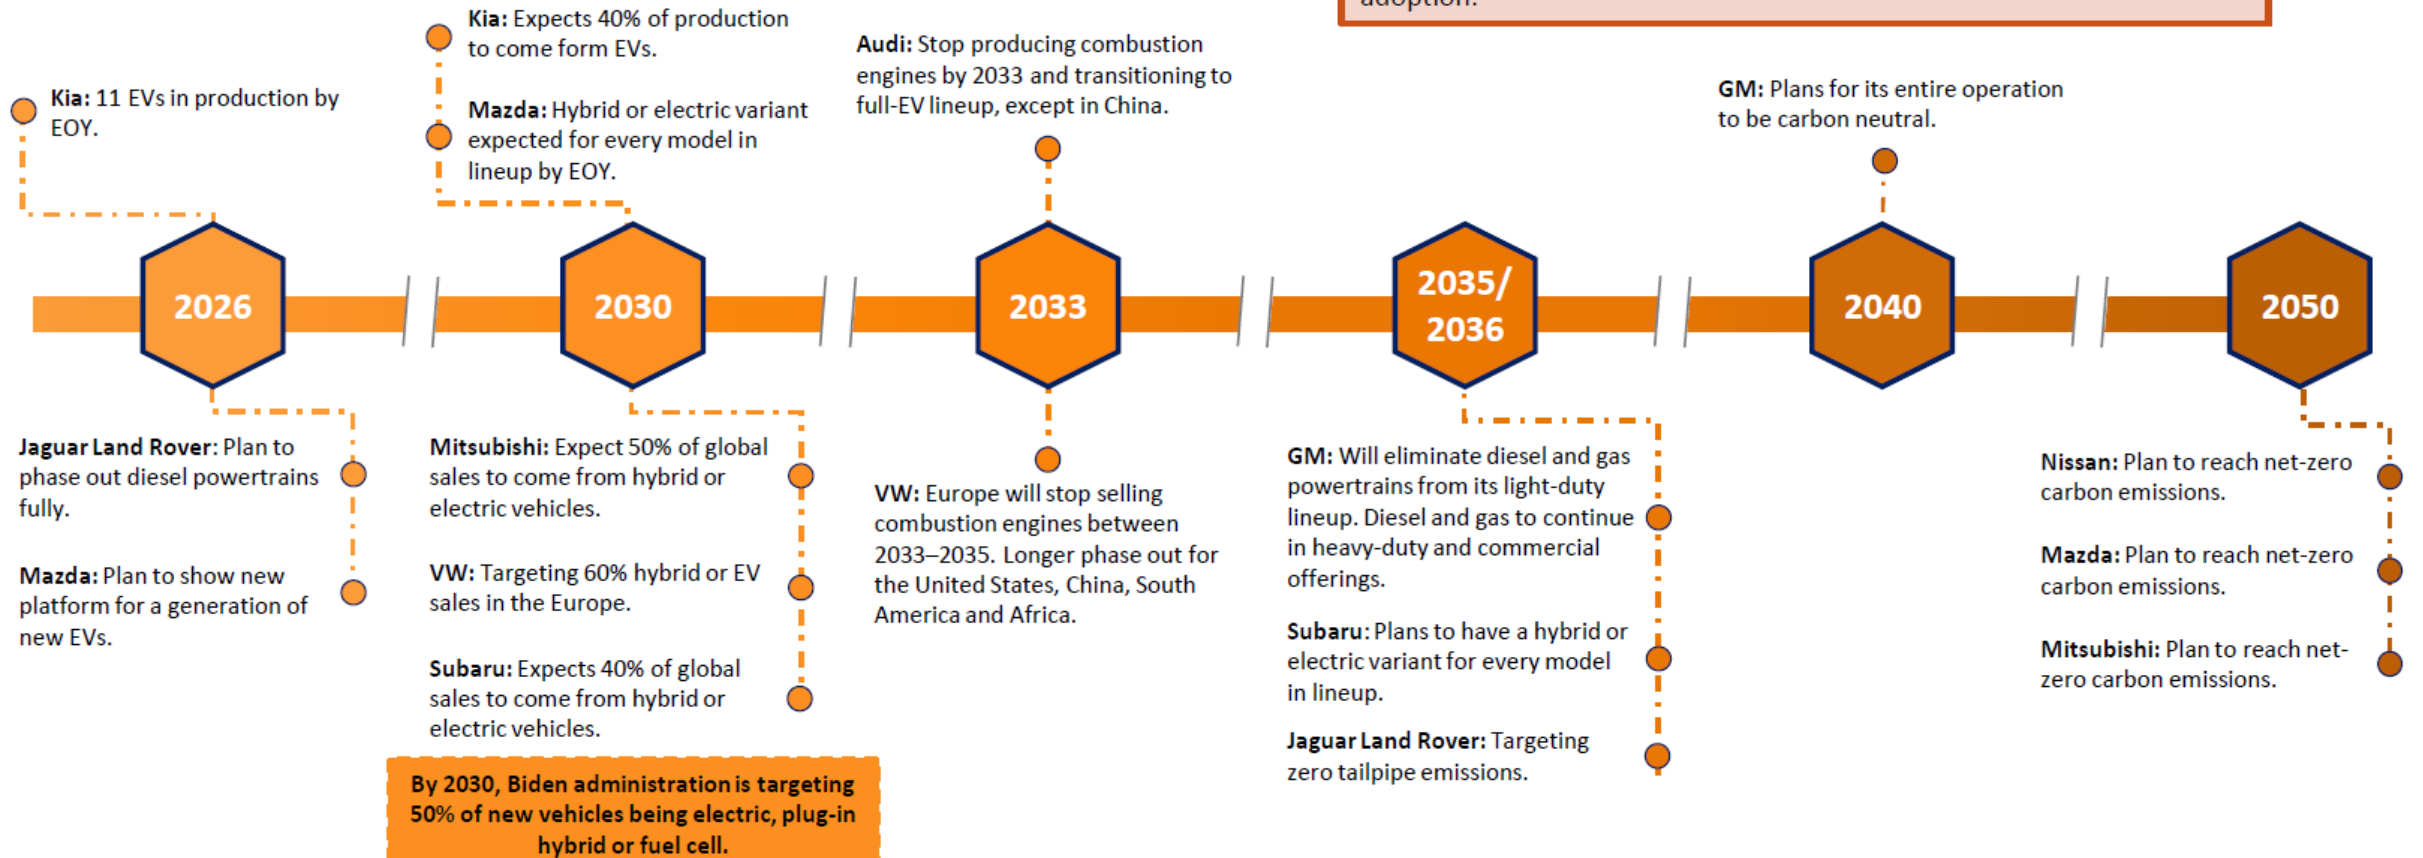 adoption.
Kia: 11 EVs in production by
EOY.
Kia: Expects 40% of production
to come form EVs.
Mazda: Hybrid or electric variant
expected for every model in
lineup by EOY.
Audi: Stop producing combustion
engines by 2033 and transitioning to
full-EV lineup, except in China.
GM: Plans for its entire operation
to be carbon neutral.
2026
2030
2033
2035/
2036
2040
2050
Jaguar Land Rover: Plan to
phase out diesel powertrains
fully.
Mazda: Plan to show new
platform for a generation of
new EVs.
Mitsubishi: Expect 50% of global
sales to come from hybrid or
electric vehicles.
VW: Targeting 60% hybrid or EV
sales in the Europe.
Subaru: Expects 40% of global
sales to come from hybrid or
electric vehicles.
By 2030, Biden administration is targeting
50% of new vehicles being electric, plug-in
hybrid or fuel cell.
VW: Europe will stop selling
combustion engines between
2033–2035. Longer phase out for
the United States, China, South
America and Africa.
GM: Will eliminate diesel and gas
powertrains from its light-duty
lineup. Diesel and gas to continue
in heavy-duty and commercial
offerings.
Subaru: Plans to have a hybrid or
electric variant for every model
in lineup.
Jaguar Land Rover: Targeting
zero tailpipe emissions.
Nissan: Plan to reach net-zero
carbon emissions.
Mazda: Plan to reach net-zero
carbon emissions.
Mitsubishi: Plan to reach net-
zero carbon emissions.